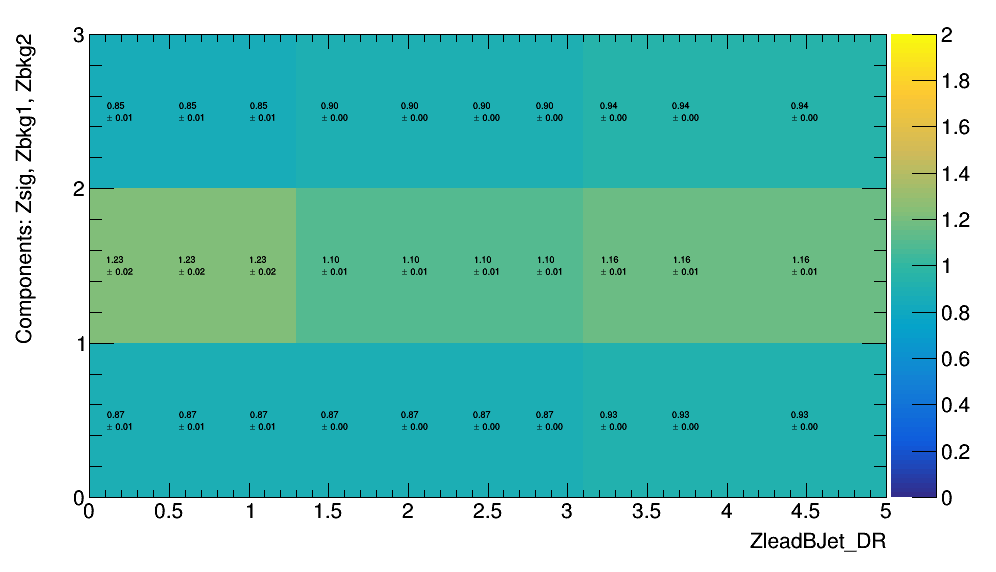 Components: Zsig, Zbkg1, Zbkg2
3
2
1
0
0.85 0.85 0.85 0.90 0.90 0.90 0.90 0.94 0.94 0.94
± 0.01 ± 0.01 ± 0.01 ± 0.00 ± 0.00 ± 0.00 ± 0.00 ± 0.00 ± 0.00 ± 0.00
1.23 1.23 1.23 1.10 1.10 1.10 1.10 1.16 1.16 1.16
± 0.02 ± 0.02 ± 0.02 ± 0.01 ± 0.01 ± 0.01 ± 0.01 ± 0.01 ± 0.01 ± 0.01
0.87 0.87 0.87 0.87 0.87 0.87 0.87 0.93 0.93 0.93
± 0.01 ± 0.01 ± 0.01 ± 0.00 ± 0.00 ± 0.00 ± 0.00 ± 0.00 ± 0.00 ± 0.00
0 0.5 1 1.5 2 2.5 3 3.5 4 4.5 5
ZleadBJet_DR
2
1.8
1.6
1.4
1.2
1
0.8
0.6
0.4
0.2
0